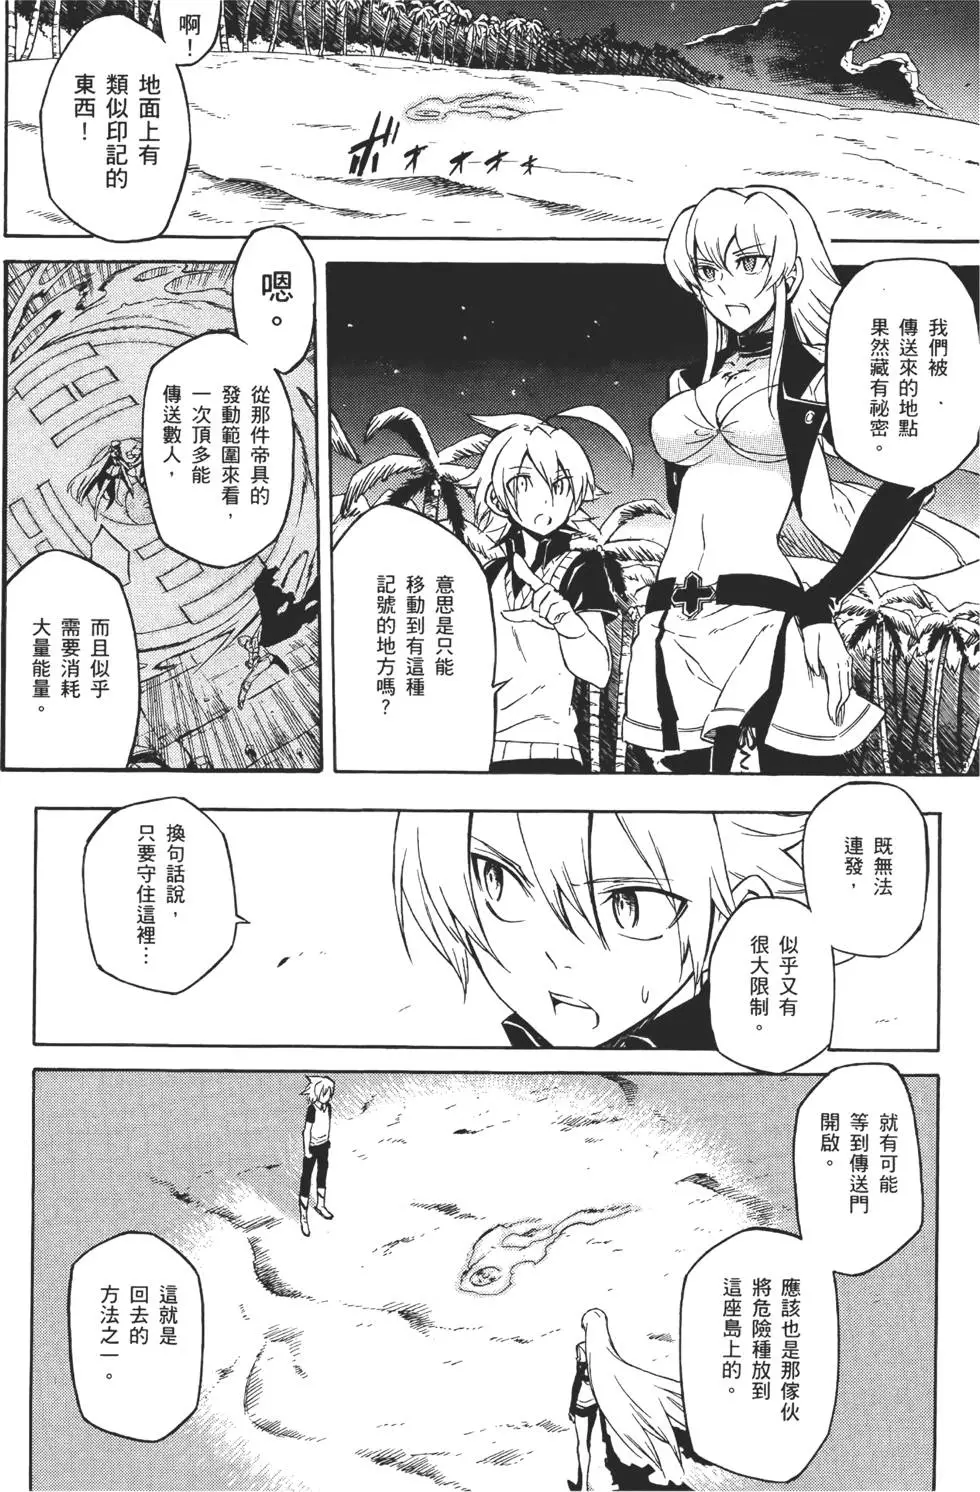 啊！
地面上有
類似印記的
東西！
ボオオオオ
我們被
傳送來的地點
果然藏有祕密。
意思是只能
移動到有這種
記號的地方嗎？
嗯。
從那件帝具的
發動範圍來看，
一次頂多能
傳送數人，
而且似乎
需要消耗
大量能量。
既無法
連發，
似乎又有
很大限制。
換句話說，
只要守住這裡…
就有可能
等到傳送門
開啟。
應該也是那傢伙
將危險種放到
這座島上的。
這就是
回去的
方法之一。